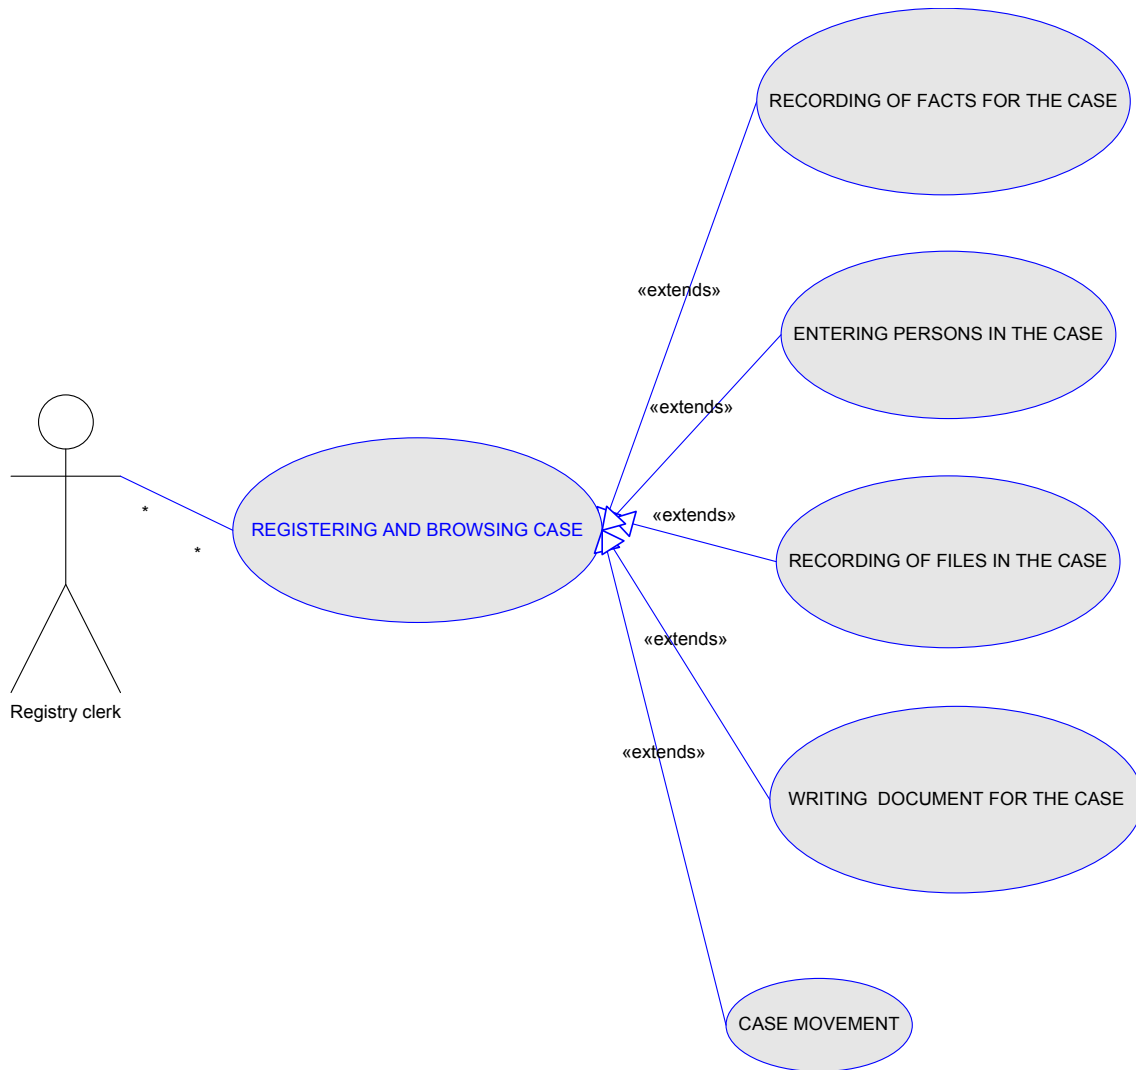 RECORDING OF FACTS FOR THE CASE
«extends»
ENTERING PERSONS IN THE CASE
«extends»
*
REGISTERING AND BROWSING CASE
*
«extends»
RECORDING OF FILES IN THE CASE
«extends»
Registry clerk
«extends»
WRITING  DOCUMENT FOR THE CASE
CASE MOVEMENT